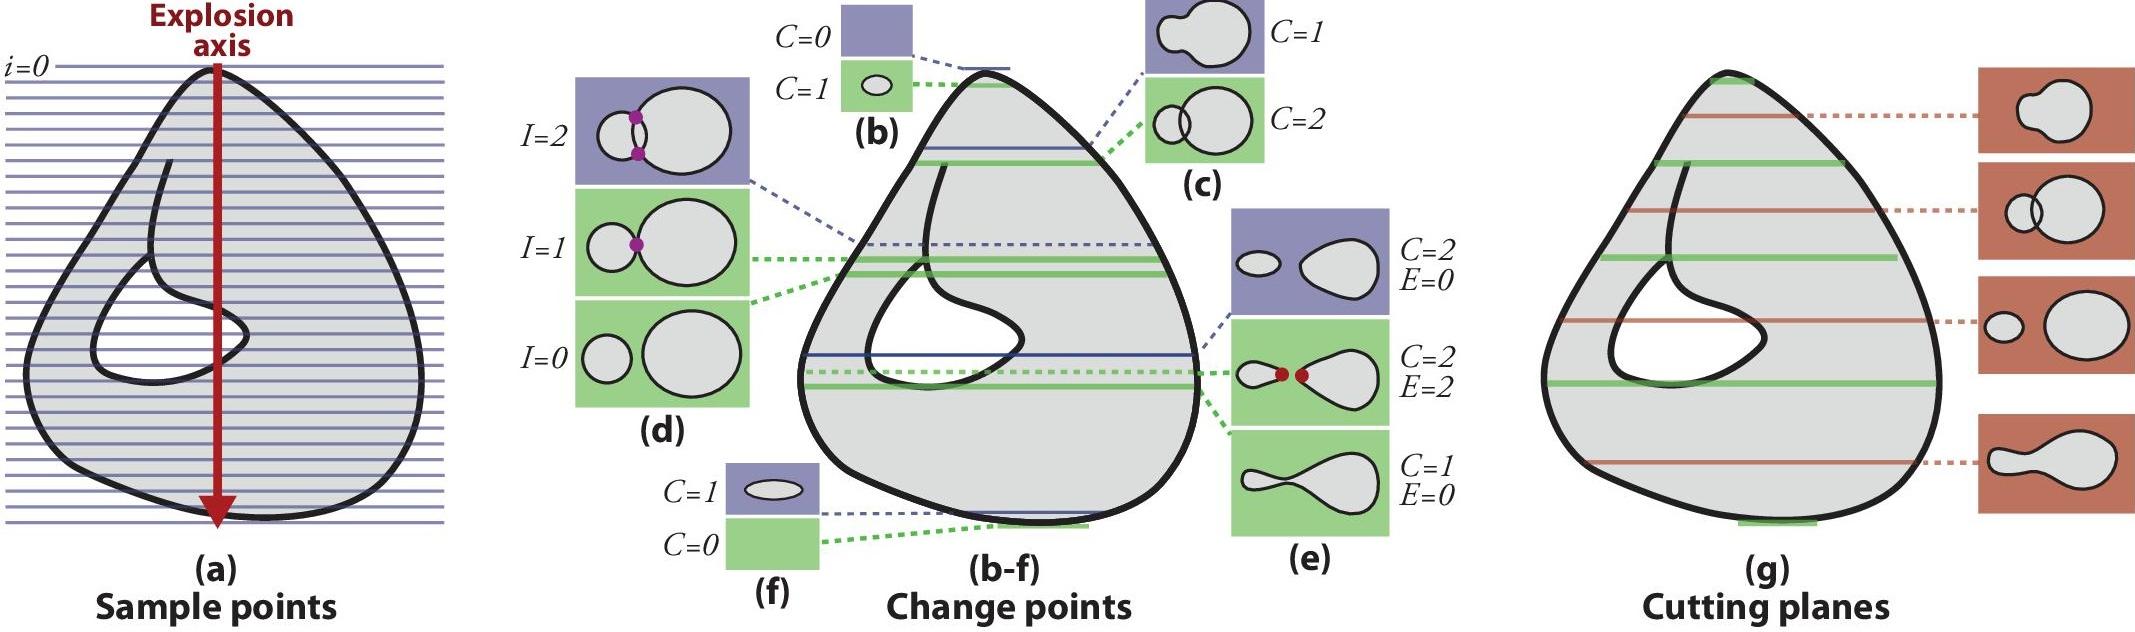 Explosion
axis
i=0
(a)
Sample points
I=2
I=1
I=0
(d)
C=0
C=1
(b)
C=1
C=2
(c)
C=2
E=0
C=2
E=2
C=1
E=0
(e)
C=1
C=0
(f)
(b-f)
Change points
(g)
Cutting planes